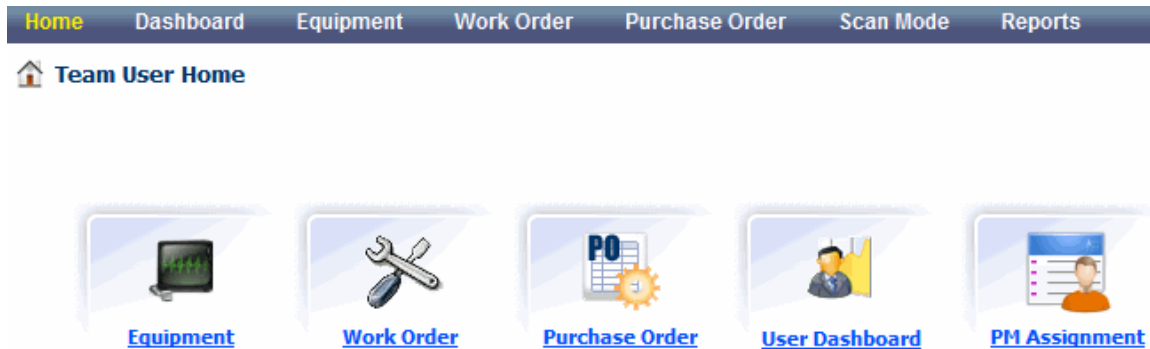 Home Dashboard Equipment Work Order Purchase Order Scan Mode Reports
Team User Home
PO
Equipment Work Order Purchase Order User Dashboard PM Assignment